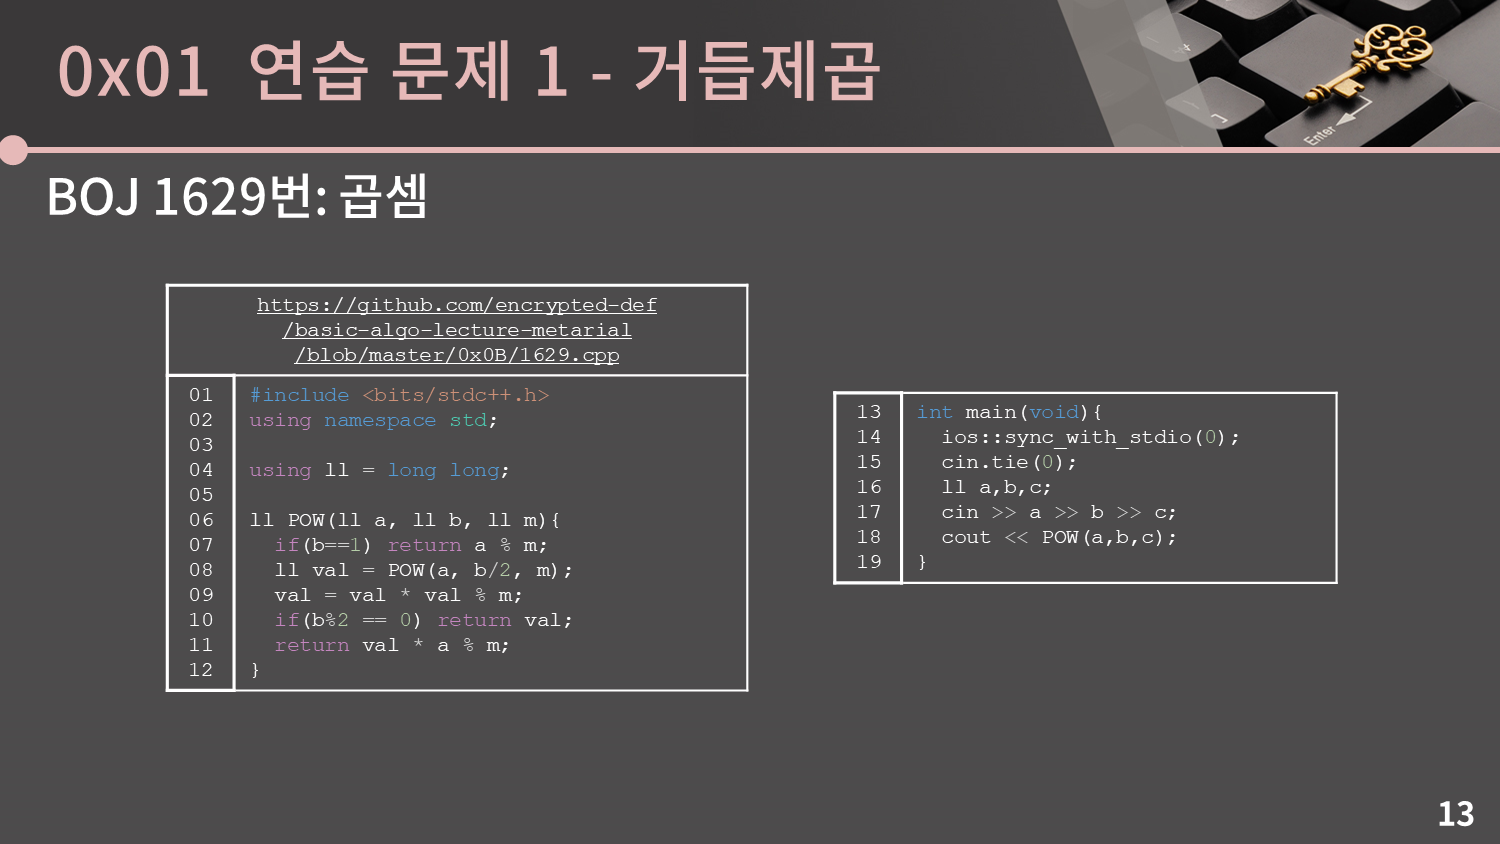 0x01 연습 문제 1 - 거듭제곱
Enter
BOJ 1629번: 곱셈
https://github.com/encrypted-def
/basic-algo-lecture-metarial
/blob/master/0x0B/1629.cpp
01 #include <bits/stdc++.h>
02 using namespace std;
03
04 using ll = long long;
05
06 ll POW(ll a, ll b, ll m){
07   if(b==1) return a % m;
08   ll val = POW(a, b/2, m);
09   val = val * val % m;
10   if(b%2 == 0) return val;
11   return val * a % m;
12 }
13 int main(void){
14   ios::sync_with_stdio(0);
15   cin.tie(0);
16   ll a,b,c;
17   cin >> a >> b >> c;
18   cout << POW(a,b,c);
19 }
13